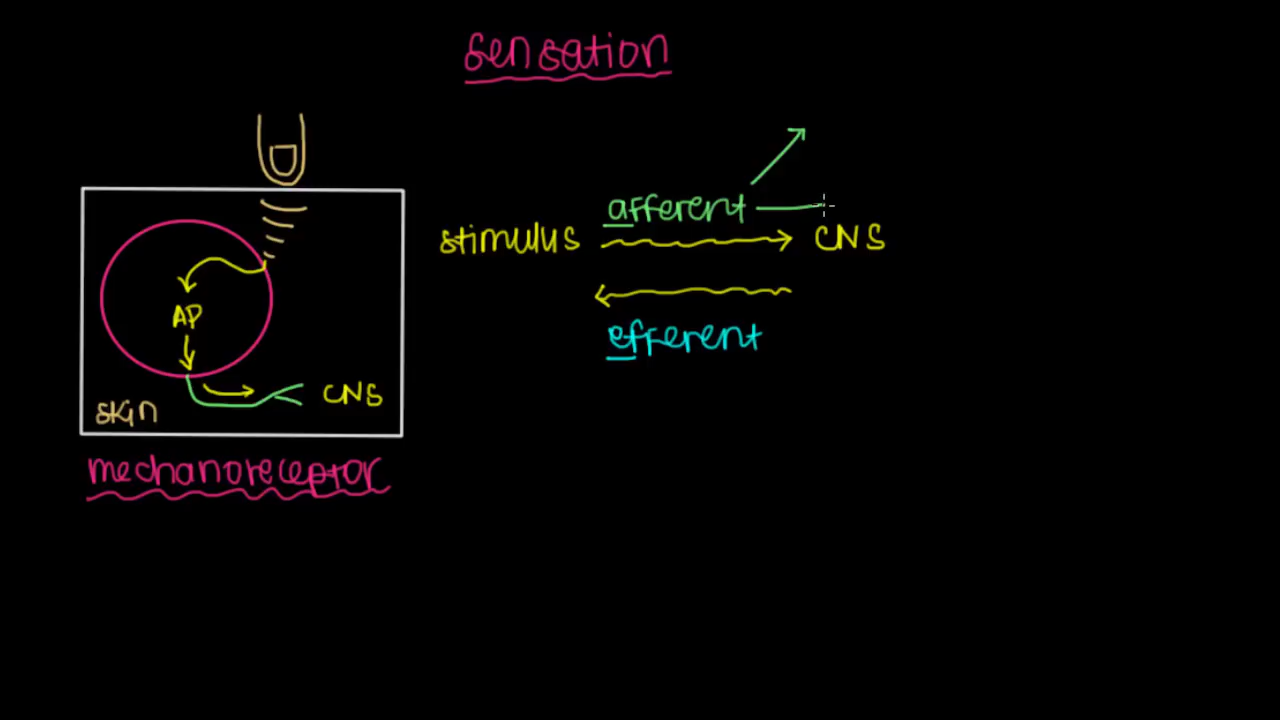 sensation
afferent
stimulus CNS
efferent
AP
CNS
skin
mechanoreceptor